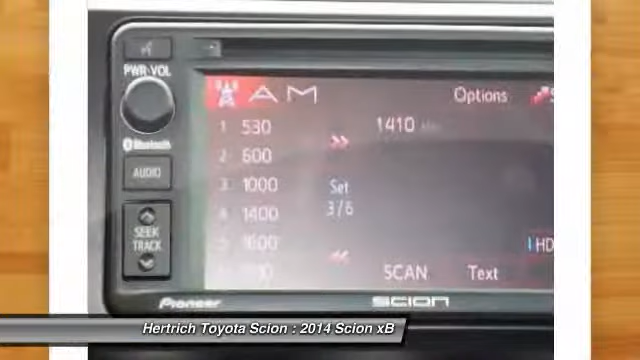 PWR·VOL
Bluetooth
AUDIO
SEEK
TRACK
AM
Options
1 530
1410
2 600
3 1000
Set
3/6
4 1400
5 1600
HD
SCAN
Text
Pioneer
SCION
Hertrich Toyota Scion : 2014 Scion xB